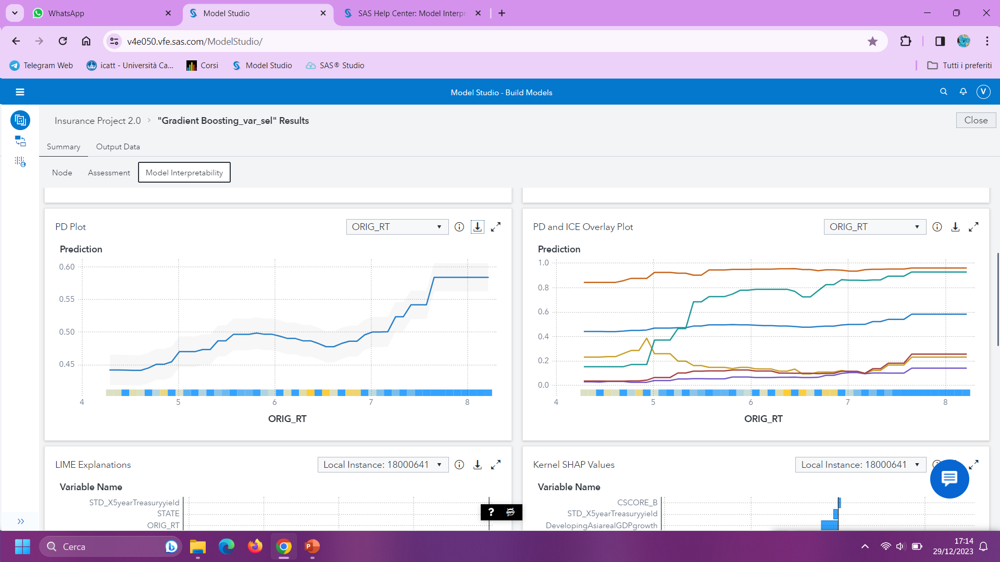 WhatsApp
Model Studio
SAS Help Center: Model Interpr
v4e050.vfe.sas.com/ModelStudio/
Telegram Web
icatt - Università Ca...
Corsi
Model Studio
SAS® Studio
Tutti i preferiti
Model Studio - Build Models
V
Insurance Project 2.0 > "Gradient Boosting_var_sel" Results
Close
Summary
Output Data
Node
Assessment
Model Interpretability
PD Plot
ORIG_RT
Prediction
0.60
0.55
0.50
0.45
4 5 6 7 8
ORIG_RT
PD and ICE Overlay Plot
ORIG_RT
Prediction
1.0
0.8
0.6
0.4
0.2
0.0
4 5 6 7 8
ORIG_RT
LIME Explanations
Local Instance: 18000641
Variable Name
STD_X5yearTreasuryyield
STATE
ORIG_RT
?
Kernel SHAP Values
Local Instance: 18000641
Variable Name
CSCORE_B
STD_X5yearTreasuryyield
DevelopingAsiarealGDPgrowth
Cerca
17:14
29/12/2023